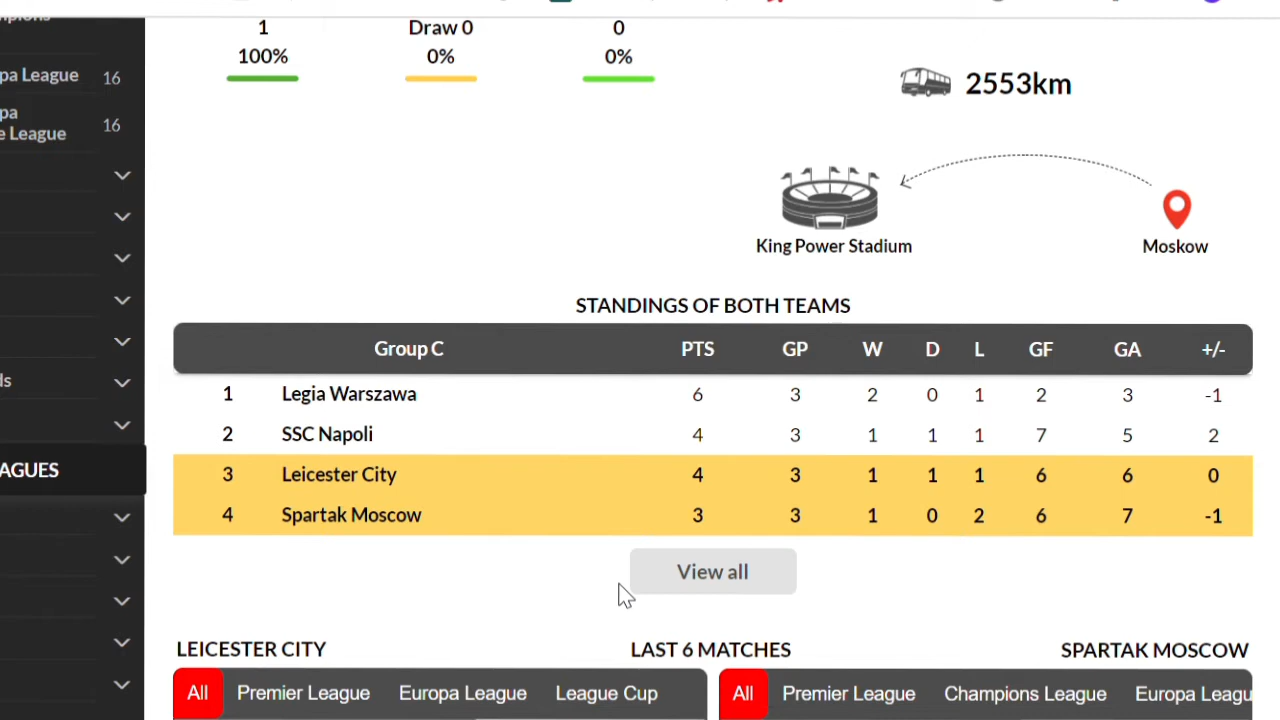 1 Draw 0 0
100% 0% 0%
pa League 16
pa
e League 16
2553km
King Power Stadium Moskow
STANDINGS OF BOTH TEAMS
Group C PTS GP W D L GF GA +/-
1 Legia Warszawa 6 3 2 0 1 2 3 -1
2 SSC Napoli 4 3 1 1 1 7 5 2
3 Leicester City 4 3 1 1 1 6 6 0
4 Spartak Moscow 3 3 1 0 2 6 7 -1
ds
AGUES
View all
LEICESTER CITY LAST 6 MATCHES SPARTAK MOSCOW
All Premier League Europa League League Cup All Premier League Champions League Europa Leagu